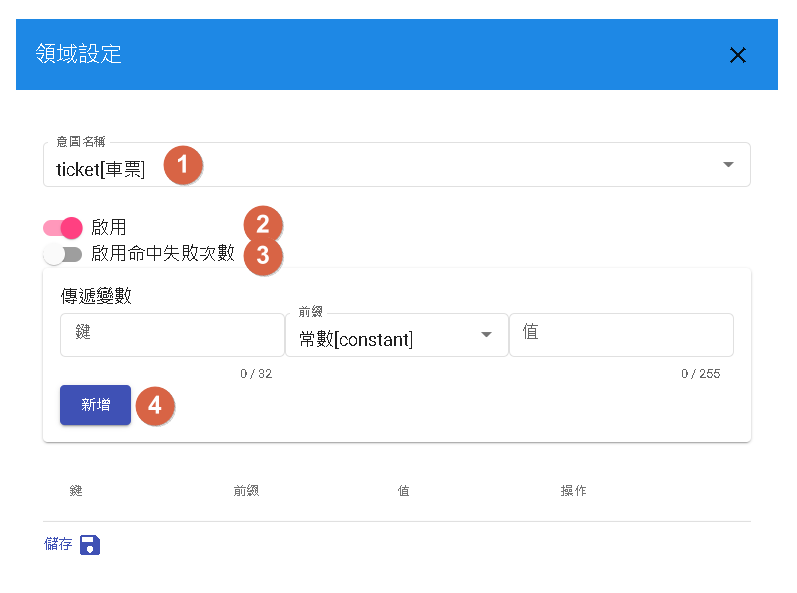 領域設定
意圖名稱
ticket[車票] 1
啟用 2
啟用命中失敗次數 3
傳遞變數
鍵 前綴 常數[constant] 值
0 / 32 0 / 255
新增 4
鍵 前綴 值 操作
儲存